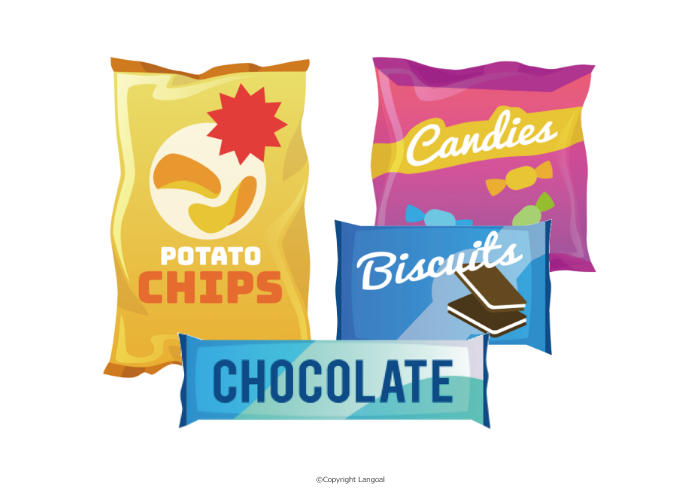 Candies
POTATO
CHIPS
Biscuits
CHOCOLATE
©Copyright Langoal